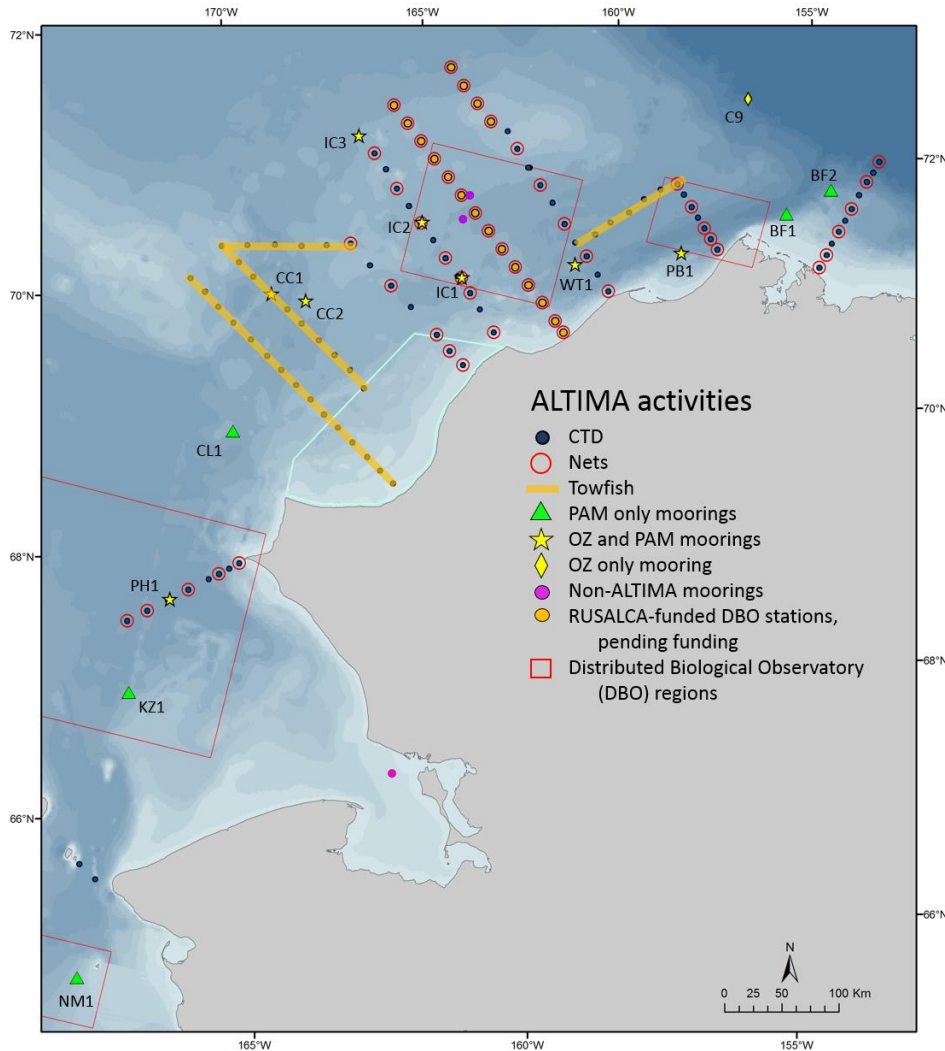 170°W 165°W 160°W 155°W
72°N
C9
IC3
72°N
BF2
BF1
IC2
PB1
WT1
CC1
IC1
70°N
CC2
ALTIMA activities
70°N
CTD
CL1
Nets
Towfish
PAM only moorings
68°N
OZ and PAM moorings
OZ only mooring
PH1
Non-ALTIMA moorings
RUSALCA-funded DBO stations,
pending funding
68°N
Distributed Biological Observatory
(DBO) regions
KZ1
66°N
66°N
N
NM1
0 25 50 100 Km
165°W 160°W 155°W